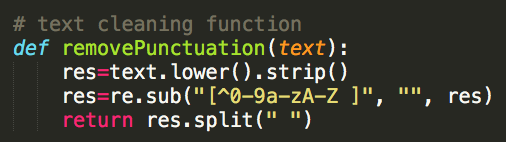 # text cleaning function
def removePunctuation(text):
    res=text.lower().strip()
    res=re.sub("[^0-9a-zA-Z ]", "", res)
    return res.split(" ")